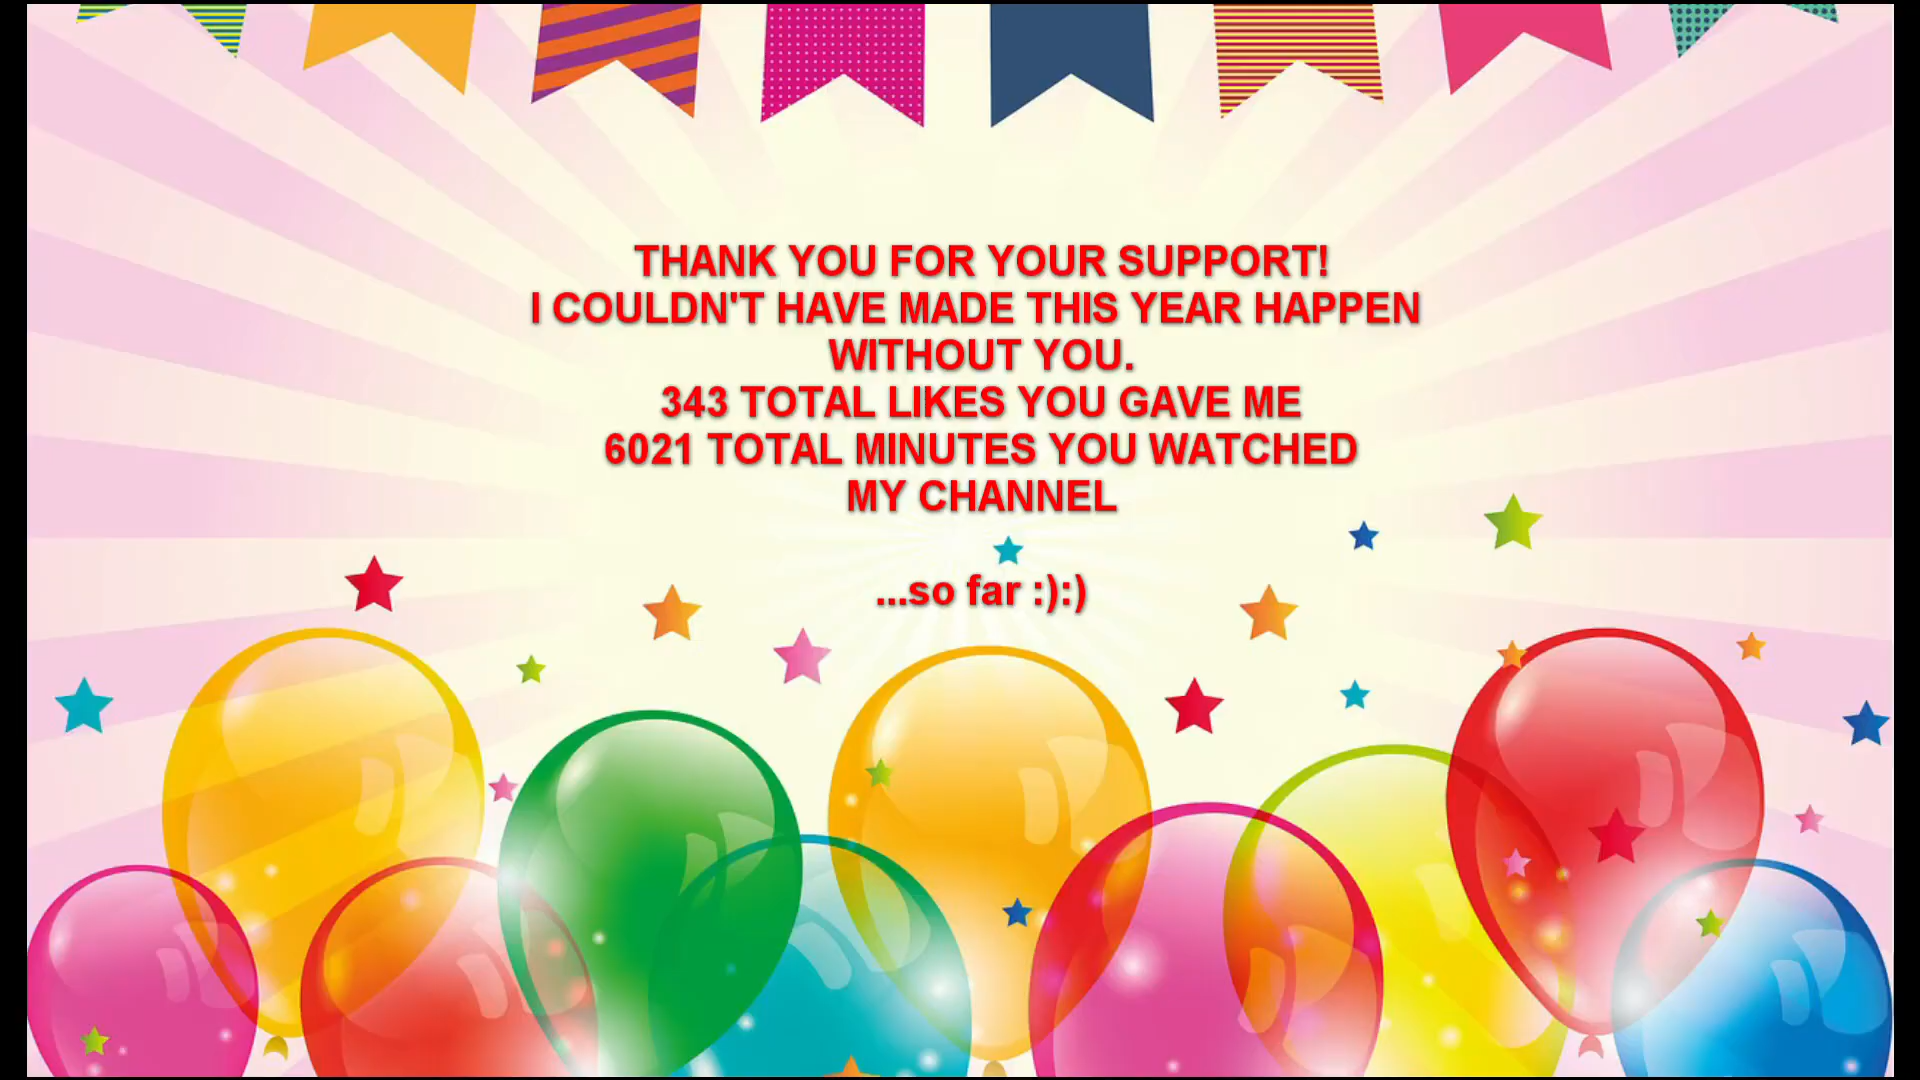 THANK YOU FOR YOUR SUPPORT!
I COULDN'T HAVE MADE THIS YEAR HAPPEN
WITHOUT YOU.
343 TOTAL LIKES YOU GAVE ME
6021 TOTAL MINUTES YOU WATCHED
MY CHANNEL
...so far :):)